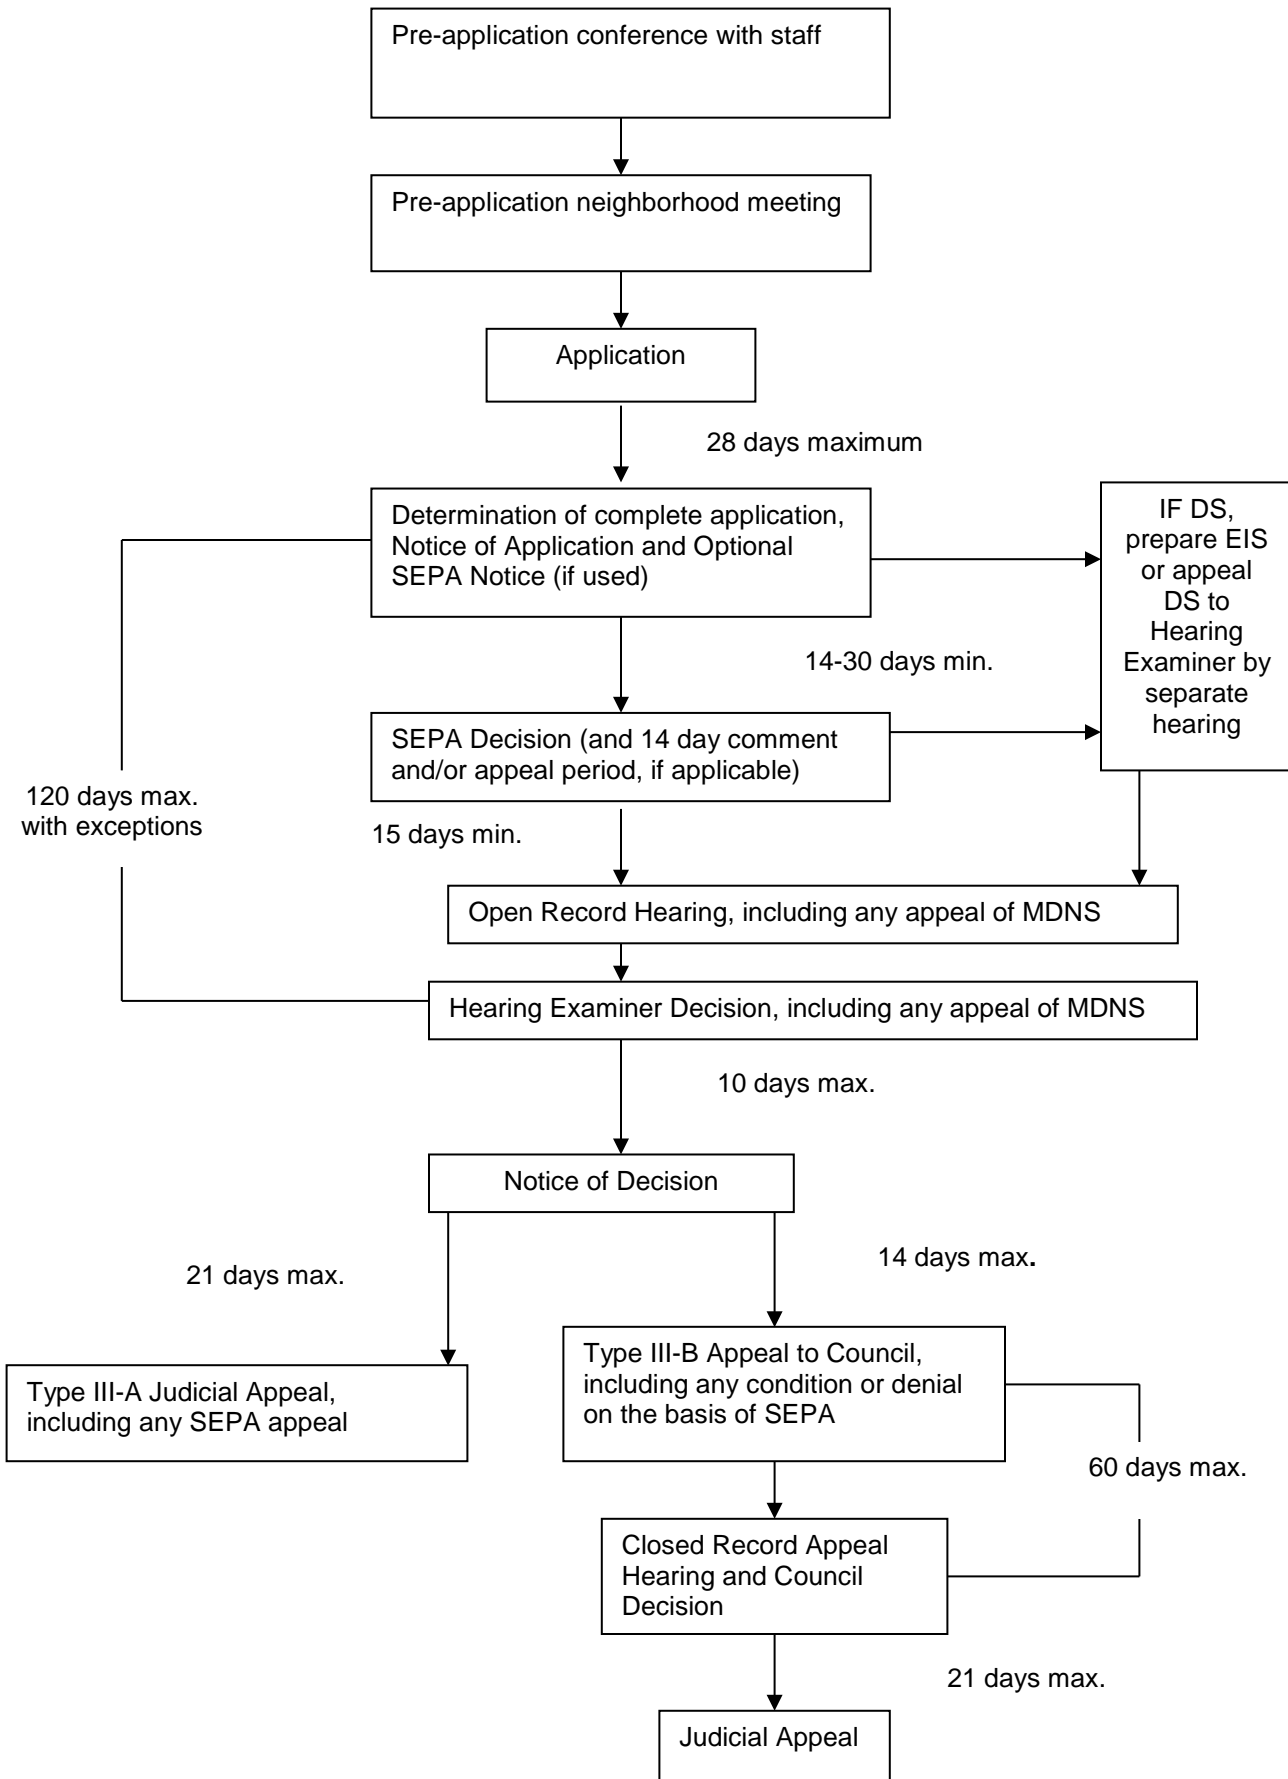 Pre-application conference with staff
Pre-application neighborhood meeting
Application
28 days maximum
Determination of complete application,
Notice of Application and Optional
SEPA Notice (if used)
IF DS,
prepare EIS
or appeal
DS to
Hearing
Examiner by
separate
hearing
14-30 days min.
SEPA Decision (and 14 day comment
and/or appeal period, if applicable)
120 days max.
with exceptions
15 days min.
Open Record Hearing, including any appeal of MDNS
Hearing Examiner Decision, including any appeal of MDNS
10 days max.
Notice of Decision
21 days max.
14 days max.
Type III-A Judicial Appeal,
including any SEPA appeal
Type III-B Appeal to Council,
including any condition or denial
on the basis of SEPA
60 days max.
Closed Record Appeal
Hearing and Council
Decision
21 days max.
Judicial Appeal